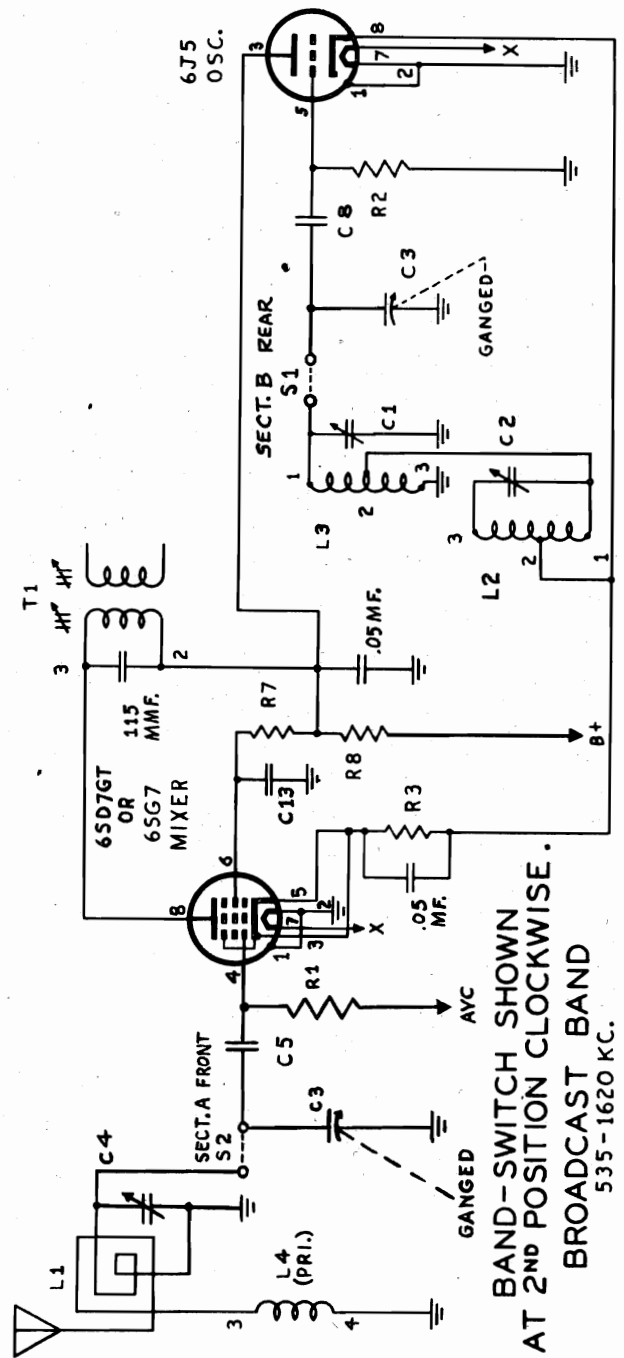 L1
C4
3
L4
(PRI.)
4
SECT. A FRONT
S2
C3
GANGED
C5
R1
AVC
4
8
6
5
2
7
1
3
X
6SD7GT
OR
6SG7
MIXER
T1
3
2
115
MMF.
C13
R7
R8
B+
.05 MF.
R3
.05
MF.
SECT. B REAR
S1
L3
1
2
3
C1
C2
L2
3
2
1
C3
GANGED
C8
R2
6J5
OSC.
3
5
8
7
2
1
X
BAND-SWITCH SHOWN
AT 2ND POSITION CLOCKWISE.
BROADCAST BAND
535-1620 KC.